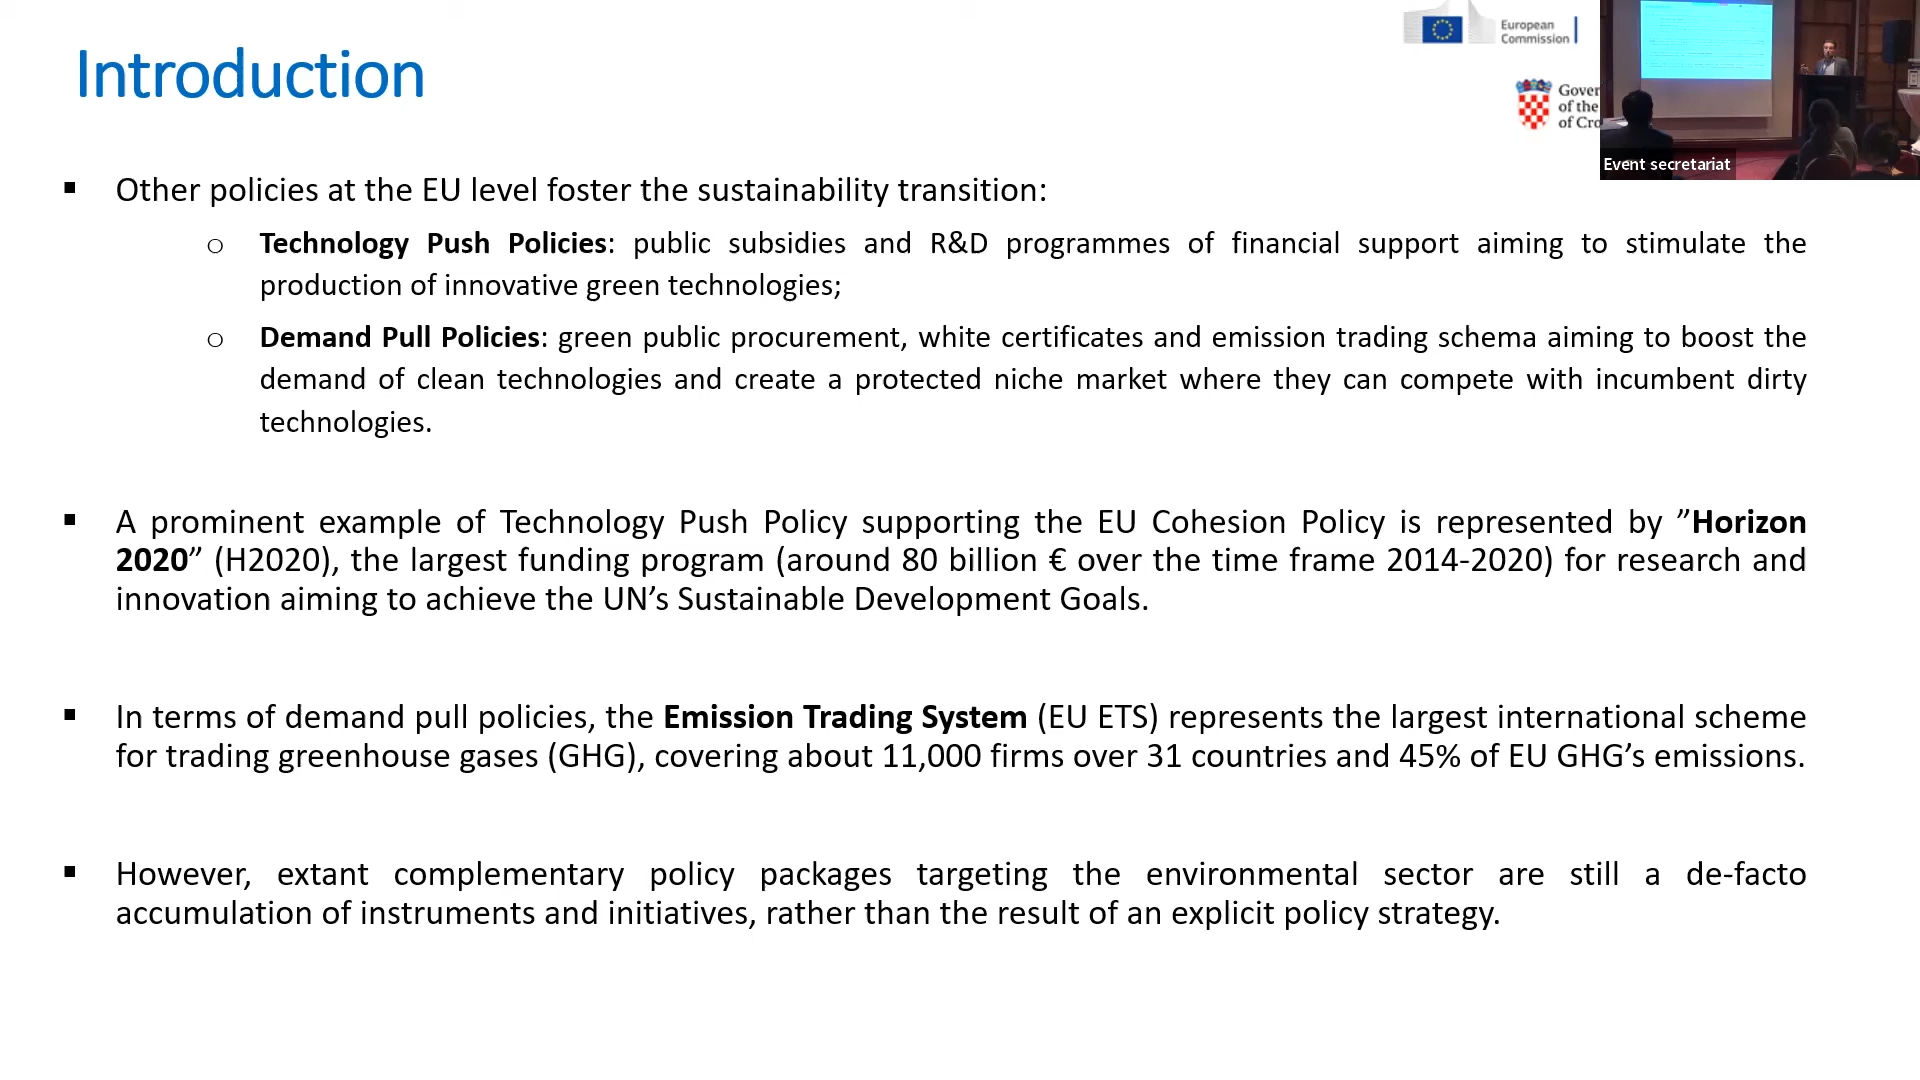 Introduction
European
Commission
Gover
of the
of Cro
Event secretariat
▪ Other policies at the EU level foster the sustainability transition:
o Technology Push Policies: public subsidies and R&D programmes of financial support aiming to stimulate the
production of innovative green technologies;
o Demand Pull Policies: green public procurement, white certificates and emission trading schema aiming to boost the
demand of clean technologies and create a protected niche market where they can compete with incumbent dirty
technologies.
▪ A prominent example of Technology Push Policy supporting the EU Cohesion Policy is represented by ”Horizon
2020” (H2020), the largest funding program (around 80 billion € over the time frame 2014-2020) for research and
innovation aiming to achieve the UN’s Sustainable Development Goals.
▪ In terms of demand pull policies, the Emission Trading System (EU ETS) represents the largest international scheme
for trading greenhouse gases (GHG), covering about 11,000 firms over 31 countries and 45% of EU GHG’s emissions.
▪ However, extant complementary policy packages targeting the environmental sector are still a de-facto
accumulation of instruments and initiatives, rather than the result of an explicit policy strategy.